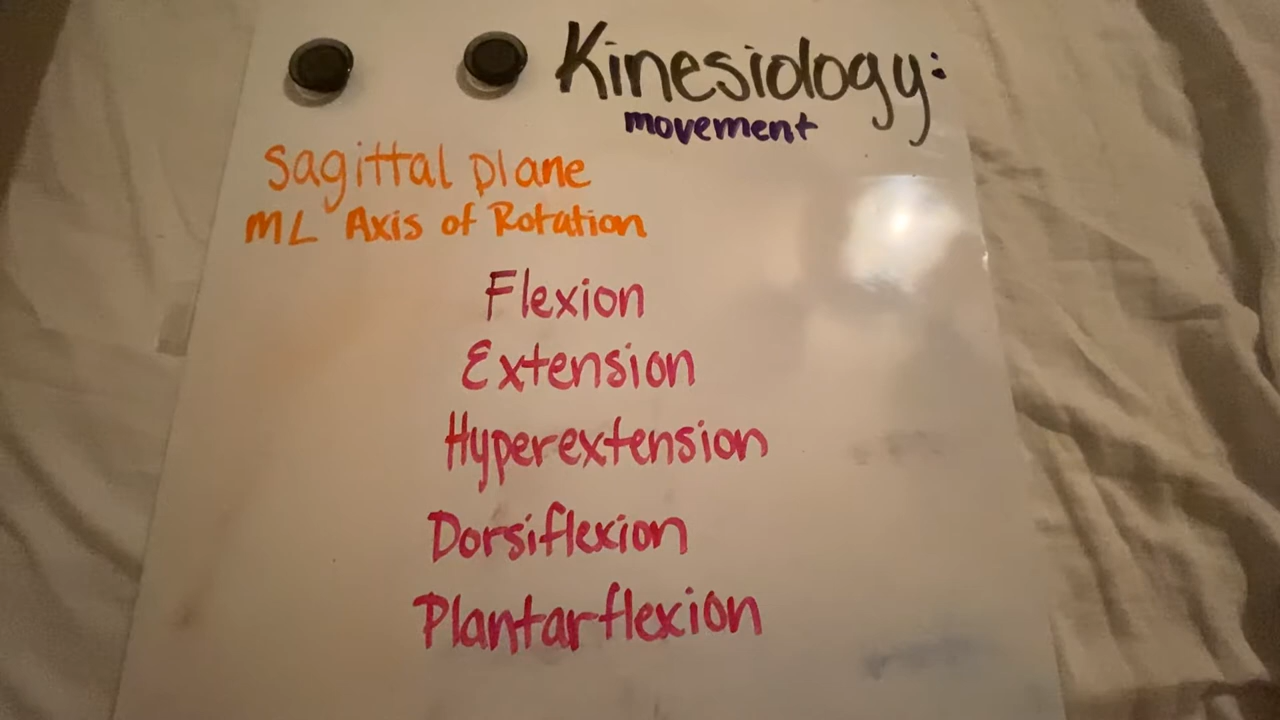 Kinesiology:
movement
Sagittal plane
ML Axis of Rotation
Flexion
Extension
Hyperextension
Dorsiflexion
Plantarflexion